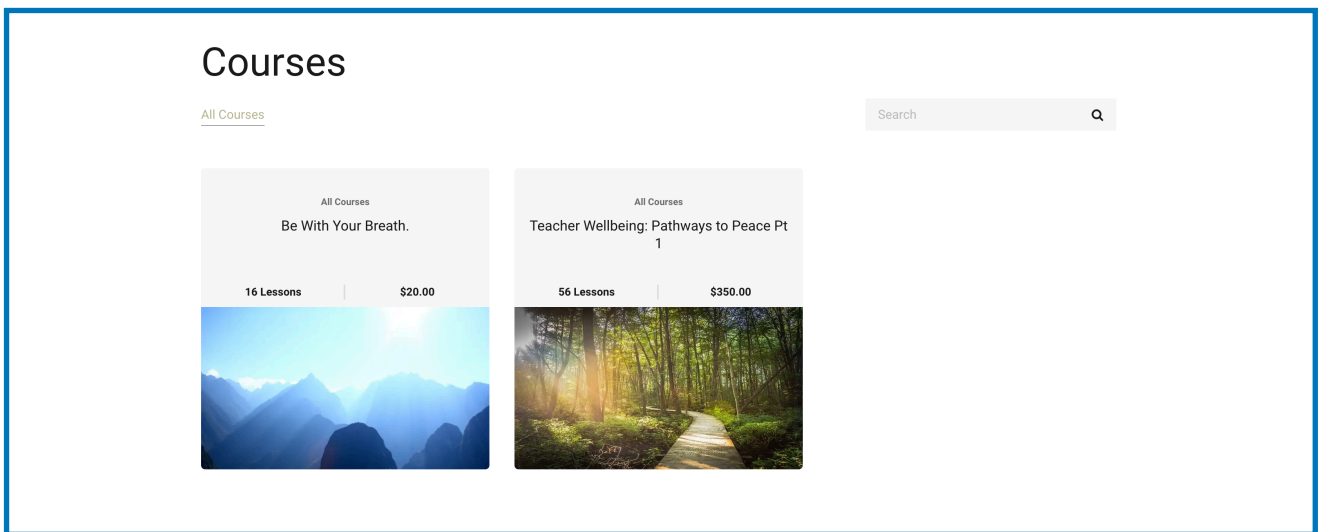 Courses
All Courses
Search
All Courses
Be With Your Breath.
16 Lessons
$20.00
All Courses
Teacher Wellbeing: Pathways to Peace Pt
1
56 Lessons
$350.00